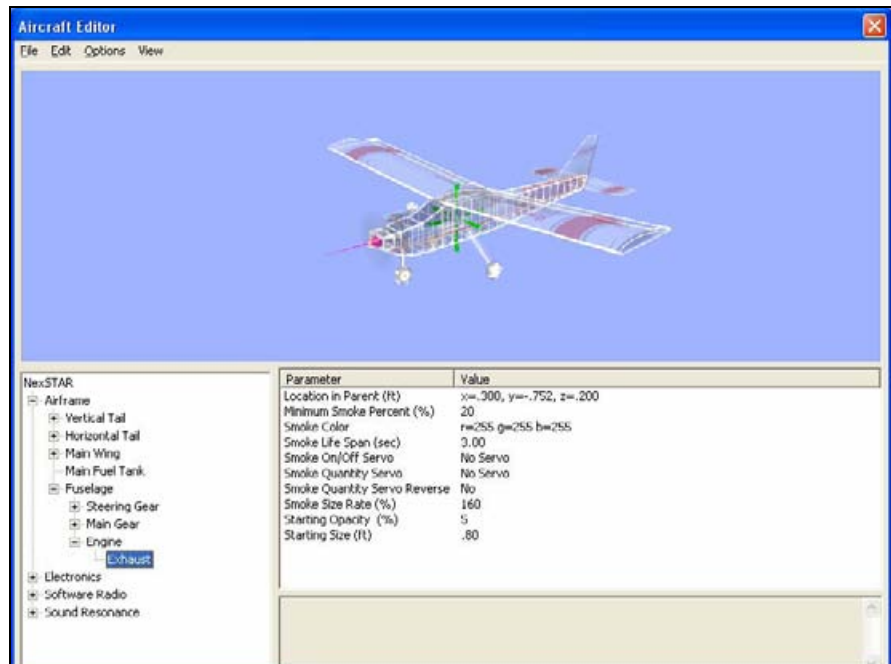 Aircraft Editor
File Edit Options View
NexSTAR
Airframe
Vertical Tail
Horizontal Tail
Main Wing
Main Fuel Tank
Fuselage
Steering Gear
Main Gear
Engine
Exhaust
Electronics
Software Radio
Sound Resonance
Parameter Value
Location in Parent (ft) x=.300, y=-.752, z=.200
Minimum Smoke Percent (%) 20
Smoke Color r=255 g=255 b=255
Smoke Life Span (sec) 3.00
Smoke On/Off Servo No Servo
Smoke Quantity Servo No Servo
Smoke Quantity Servo Reverse No
Smoke Size Rate (%) 160
Starting Opacity (%) 5
Starting Size (ft) .80